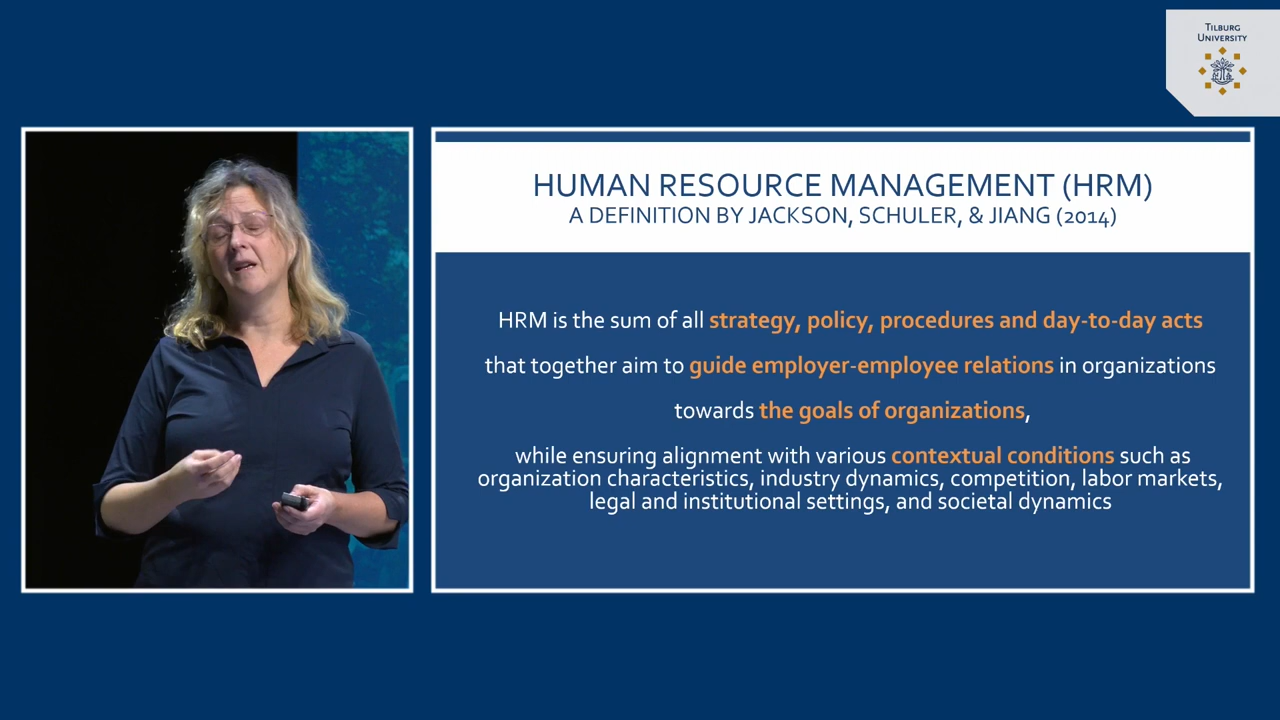 TILBURG
UNIVERSITY
HUMAN RESOURCE MANAGEMENT (HRM)
A DEFINITION BY JACKSON, SCHULER, & JIANG (2014)
HRM is the sum of all strategy, policy, procedures and day-to-day acts
that together aim to guide employer-employee relations in organizations
towards the goals of organizations,
while ensuring alignment with various contextual conditions such as
organization characteristics, industry dynamics, competition, labor markets,
legal and institutional settings, and societal dynamics